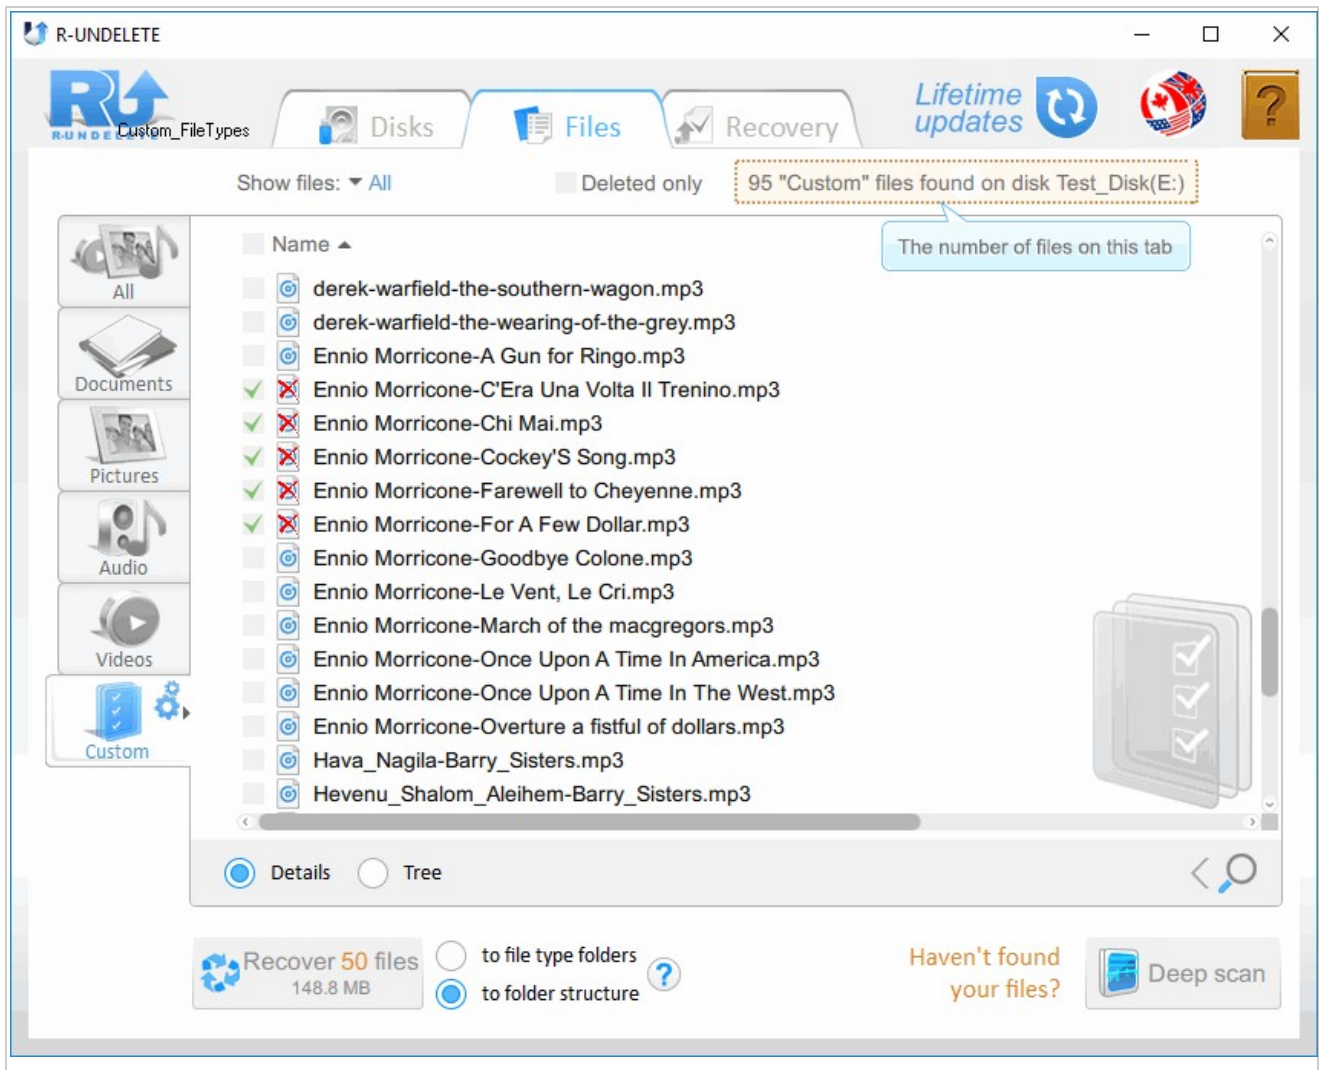 R-UNDELETE
R-UNDELETE
Custom_FileTypes
Disks
Files
Recovery
Lifetime
updates
?
Show files: All
Deleted only
95 "Custom" files found on disk Test_Disk(E:)
The number of files on this tab
Name
All
Documents
Pictures
Audio
Videos
Custom
derek-warfield-the-southern-wagon.mp3
derek-warfield-the-wearing-of-the-grey.mp3
Ennio Morricone-A Gun for Ringo.mp3
Ennio Morricone-C'Era Una Volta Il Trenino.mp3
Ennio Morricone-Chi Mai.mp3
Ennio Morricone-Cockey'S Song.mp3
Ennio Morricone-Farewell to Cheyenne.mp3
Ennio Morricone-For A Few Dollar.mp3
Ennio Morricone-Goodbye Colone.mp3
Ennio Morricone-Le Vent, Le Cri.mp3
Ennio Morricone-March of the macgregors.mp3
Ennio Morricone-Once Upon A Time In America.mp3
Ennio Morricone-Once Upon A Time In The West.mp3
Ennio Morricone-Overture a fistful of dollars.mp3
Hava_Nagila-Barry_Sisters.mp3
Hevenu_Shalom_Aleihem-Barry_Sisters.mp3
Details
Tree
Recover 50 files
148.8 MB
to file type folders
to folder structure
?
Haven't found
your files?
Deep scan